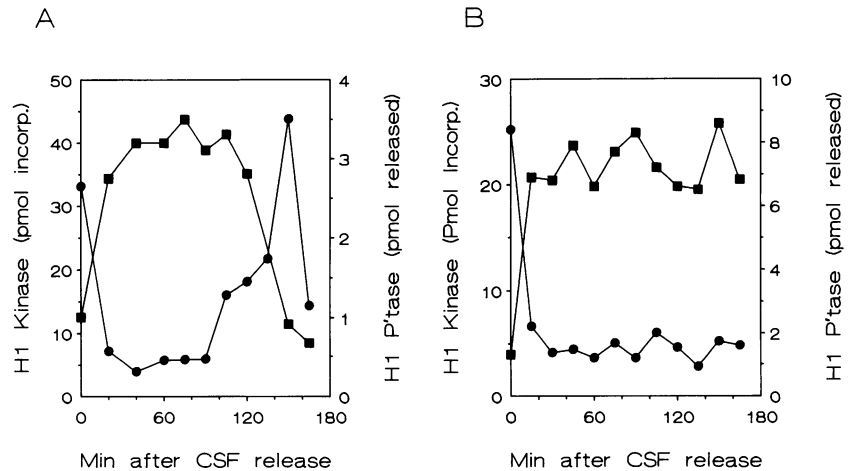 A
50
40
30
20
10
0
H1 Kinase (pmol incorp.)
4
3
2
1
0
H1 P'tase (pmol released)
0 60 120 180
Min after CSF release
B
30
20
10
0
H1 Kinase (Pmol Incorp.)
10
8
6
4
2
0
H1 P'tase (pmol released)
0 60 120 180
Min after CSF release